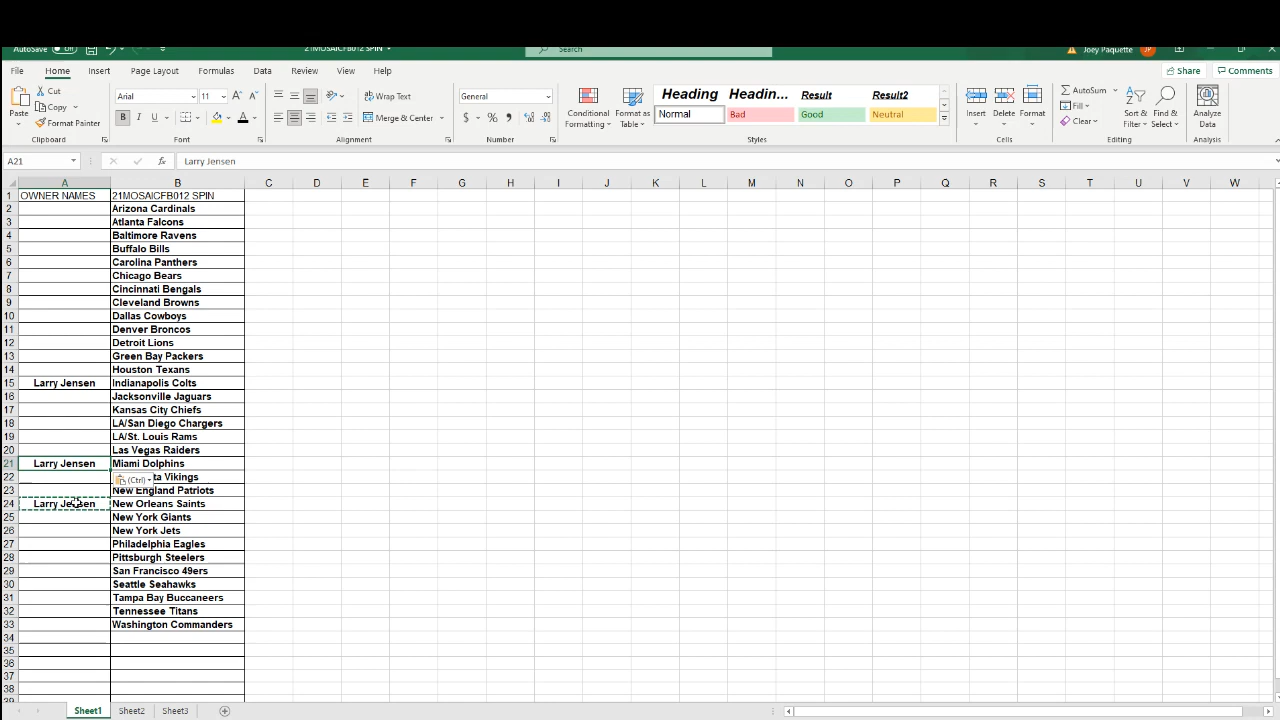 AutoSave Off 21MOSAICFB012 SPIN Search Joey Paquette JP
File Home Insert Page Layout Formulas Data Review View Help Share Comments
Paste Cut Copy Format Painter Clipboard
Arial 11 B I U A Font
Wrap Text Merge & Center Alignment
General $ % Number
Conditional Formatting Format as Table
Heading Headin... Result Result2
Normal Bad Good Neutral
Styles
Insert Delete Format Cells
AutoSum Fill Clear Sort & Filter Find & Select Editing
Analyze Data Analysis
A21 fx Larry Jensen
A B C D E F G H I J K L M N O P Q R S T U V W
1 OWNER NAMES 21MOSAICFB012 SPIN
2 Arizona Cardinals
3 Atlanta Falcons
4 Baltimore Ravens
5 Buffalo Bills
6 Carolina Panthers
7 Chicago Bears
8 Cincinnati Bengals
9 Cleveland Browns
10 Dallas Cowboys
11 Denver Broncos
12 Detroit Lions
13 Green Bay Packers
14 Houston Texans
15 Larry Jensen Indianapolis Colts
16 Jacksonville Jaguars
17 Kansas City Chiefs
18 LA/San Diego Chargers
19 LA/St. Louis Rams
20 Las Vegas Raiders
21 Larry Jensen Miami Dolphins
22 (Ctrl) ta Vikings
23 New England Patriots
24 Larry Jensen New Orleans Saints
25 New York Giants
26 New York Jets
27 Philadelphia Eagles
28 Pittsburgh Steelers
29 San Francisco 49ers
30 Seattle Seahawks
31 Tampa Bay Buccaneers
32 Tennessee Titans
33 Washington Commanders
34
35
36
37
38
39
Sheet1 Sheet2 Sheet3